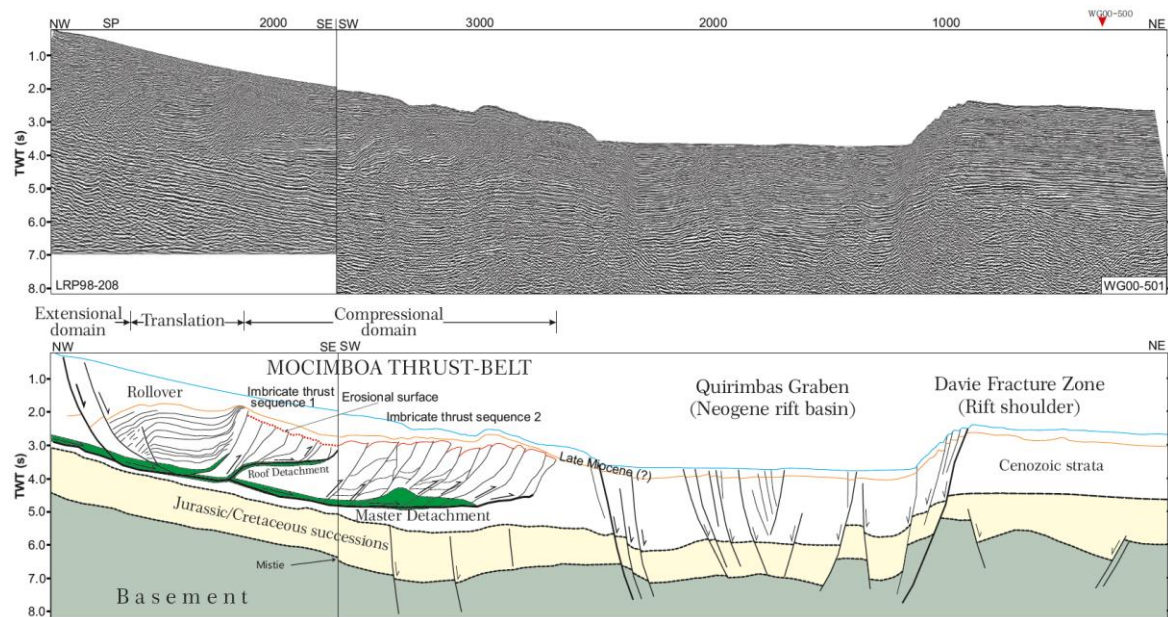 NW SP 2000 SE SW 3000 2000 1000 WG00-500 NE
TWT (s)
1.0
2.0
3.0
4.0
5.0
6.0
7.0
8.0
LRP98-208
WG00-501
Extensional domain
Translation
Compressional domain
NW SE SW NE
TWT (s)
1.0
2.0
3.0
4.0
5.0
6.0
7.0
8.0
MOCIMBOA THRUST-BELT
Rollover
Imbricate thrust
sequence 1
Erosional surface
Imbricate thrust sequence 2
Quirimbas Graben
(Neogene rift basin)
Davie Fracture Zone
(Rift shoulder)
Roof Detachment
Late Miocene (?)
Cenozoic strata
Master Detachment
Jurassic/Cretaceous successions
Mistie
Basement